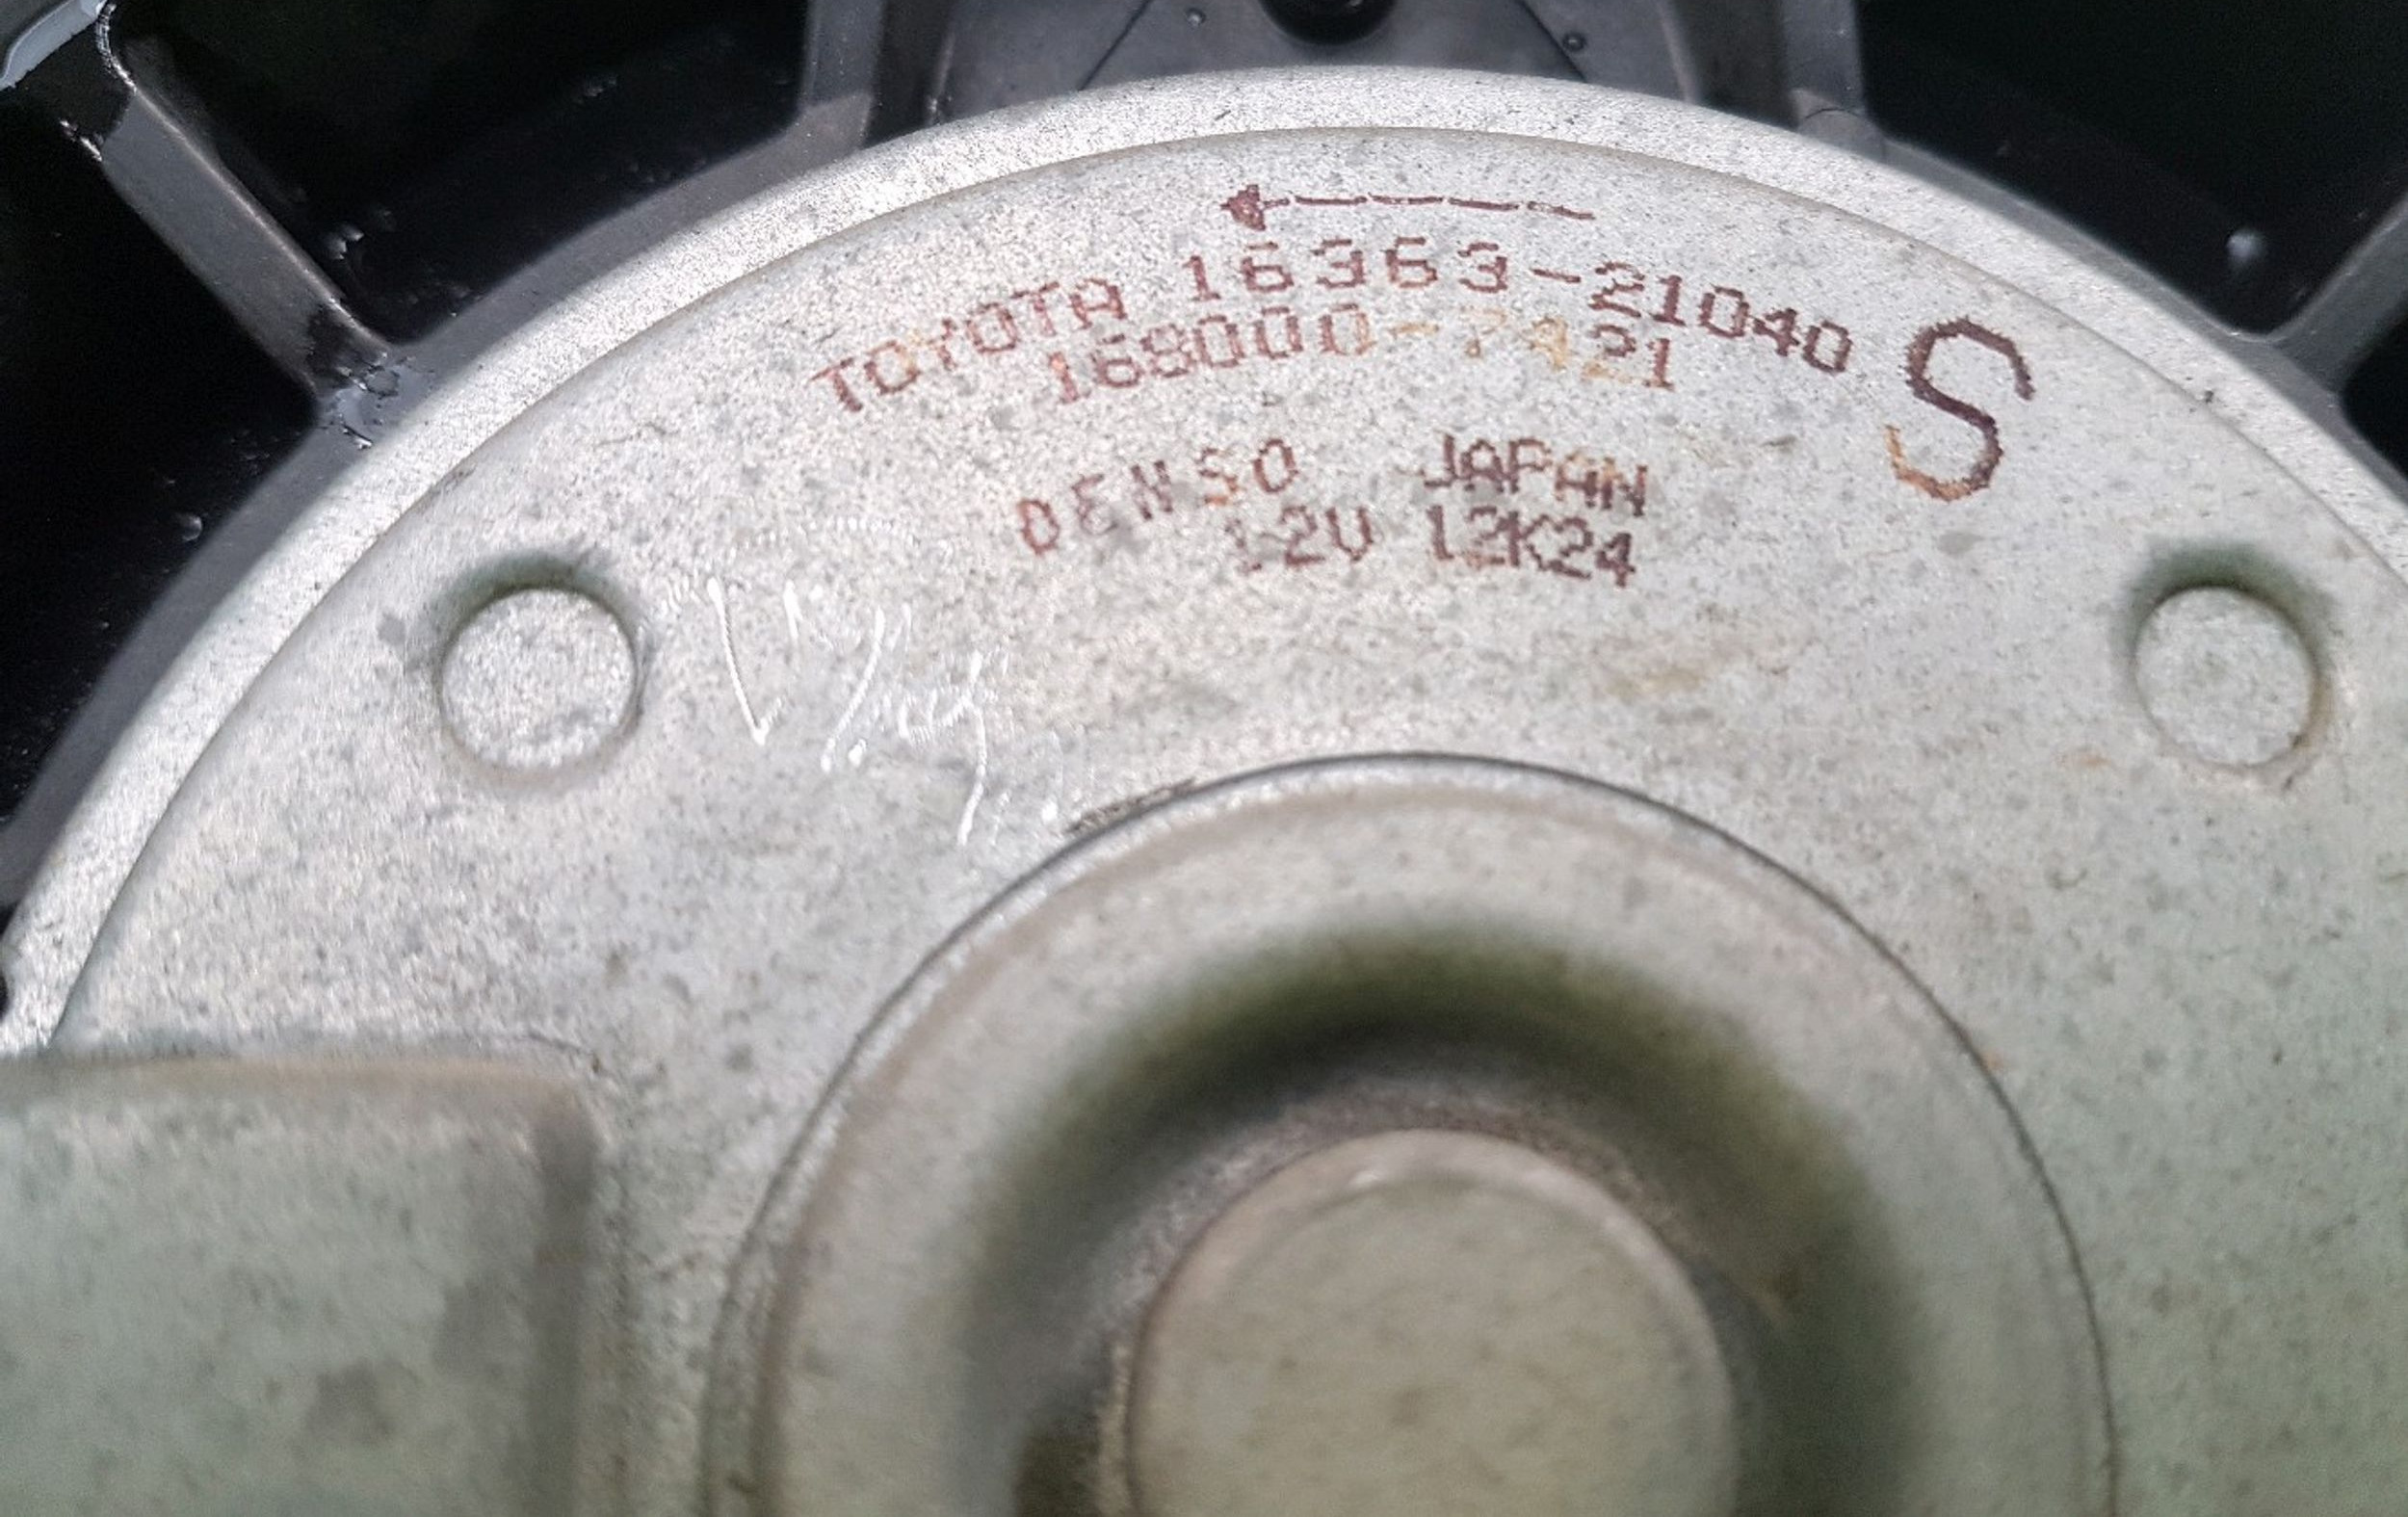 TOYOTA 16363-21040
168000-7421
S
DENSO JAPAN
12V 12K24